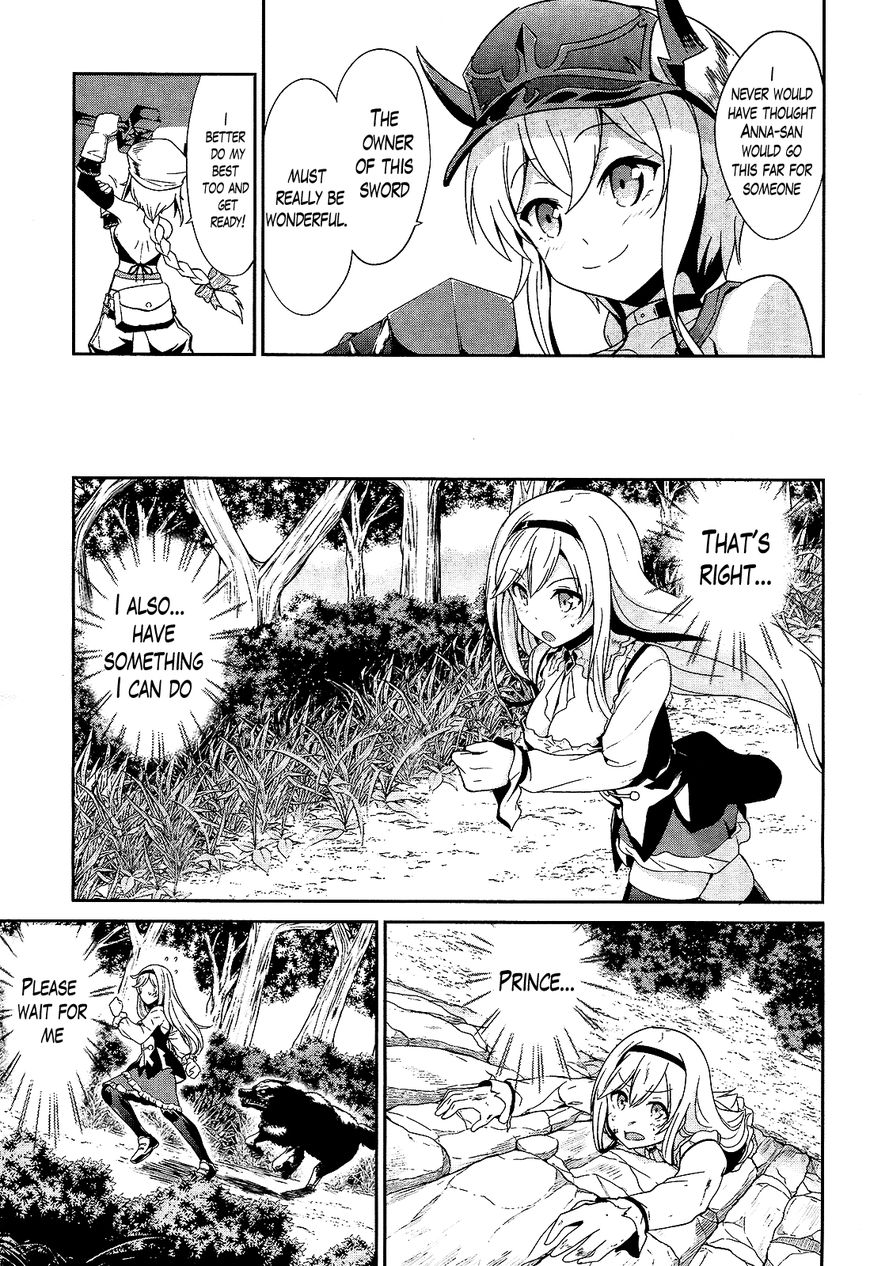 I
NEVER WOULD
HAVE THOUGHT
ANNA-SAN
WOULD GO
THIS FAR FOR
SOMEONE
THE
OWNER
OF THIS
SWORD
MUST
REALLY BE
WONDERFUL.
I
BETTER
DO MY
BEST
TOO AND
GET
READY!
THAT'S
RIGHT...
I ALSO...
HAVE
SOMETHING
I CAN DO
PRINCE...
PLEASE
WAIT FOR
ME